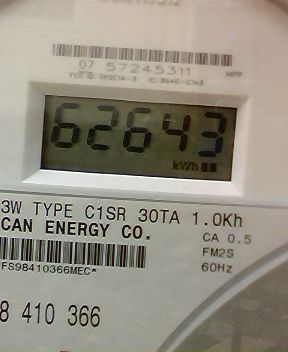 07 57245311
HPP
62643
kWh
3W TYPE C1SR 30TA 1.0Kh
CAN ENERGY CO.
CA 0.5
FM2S
60Hz
FS98410366MEC*
8 410 366